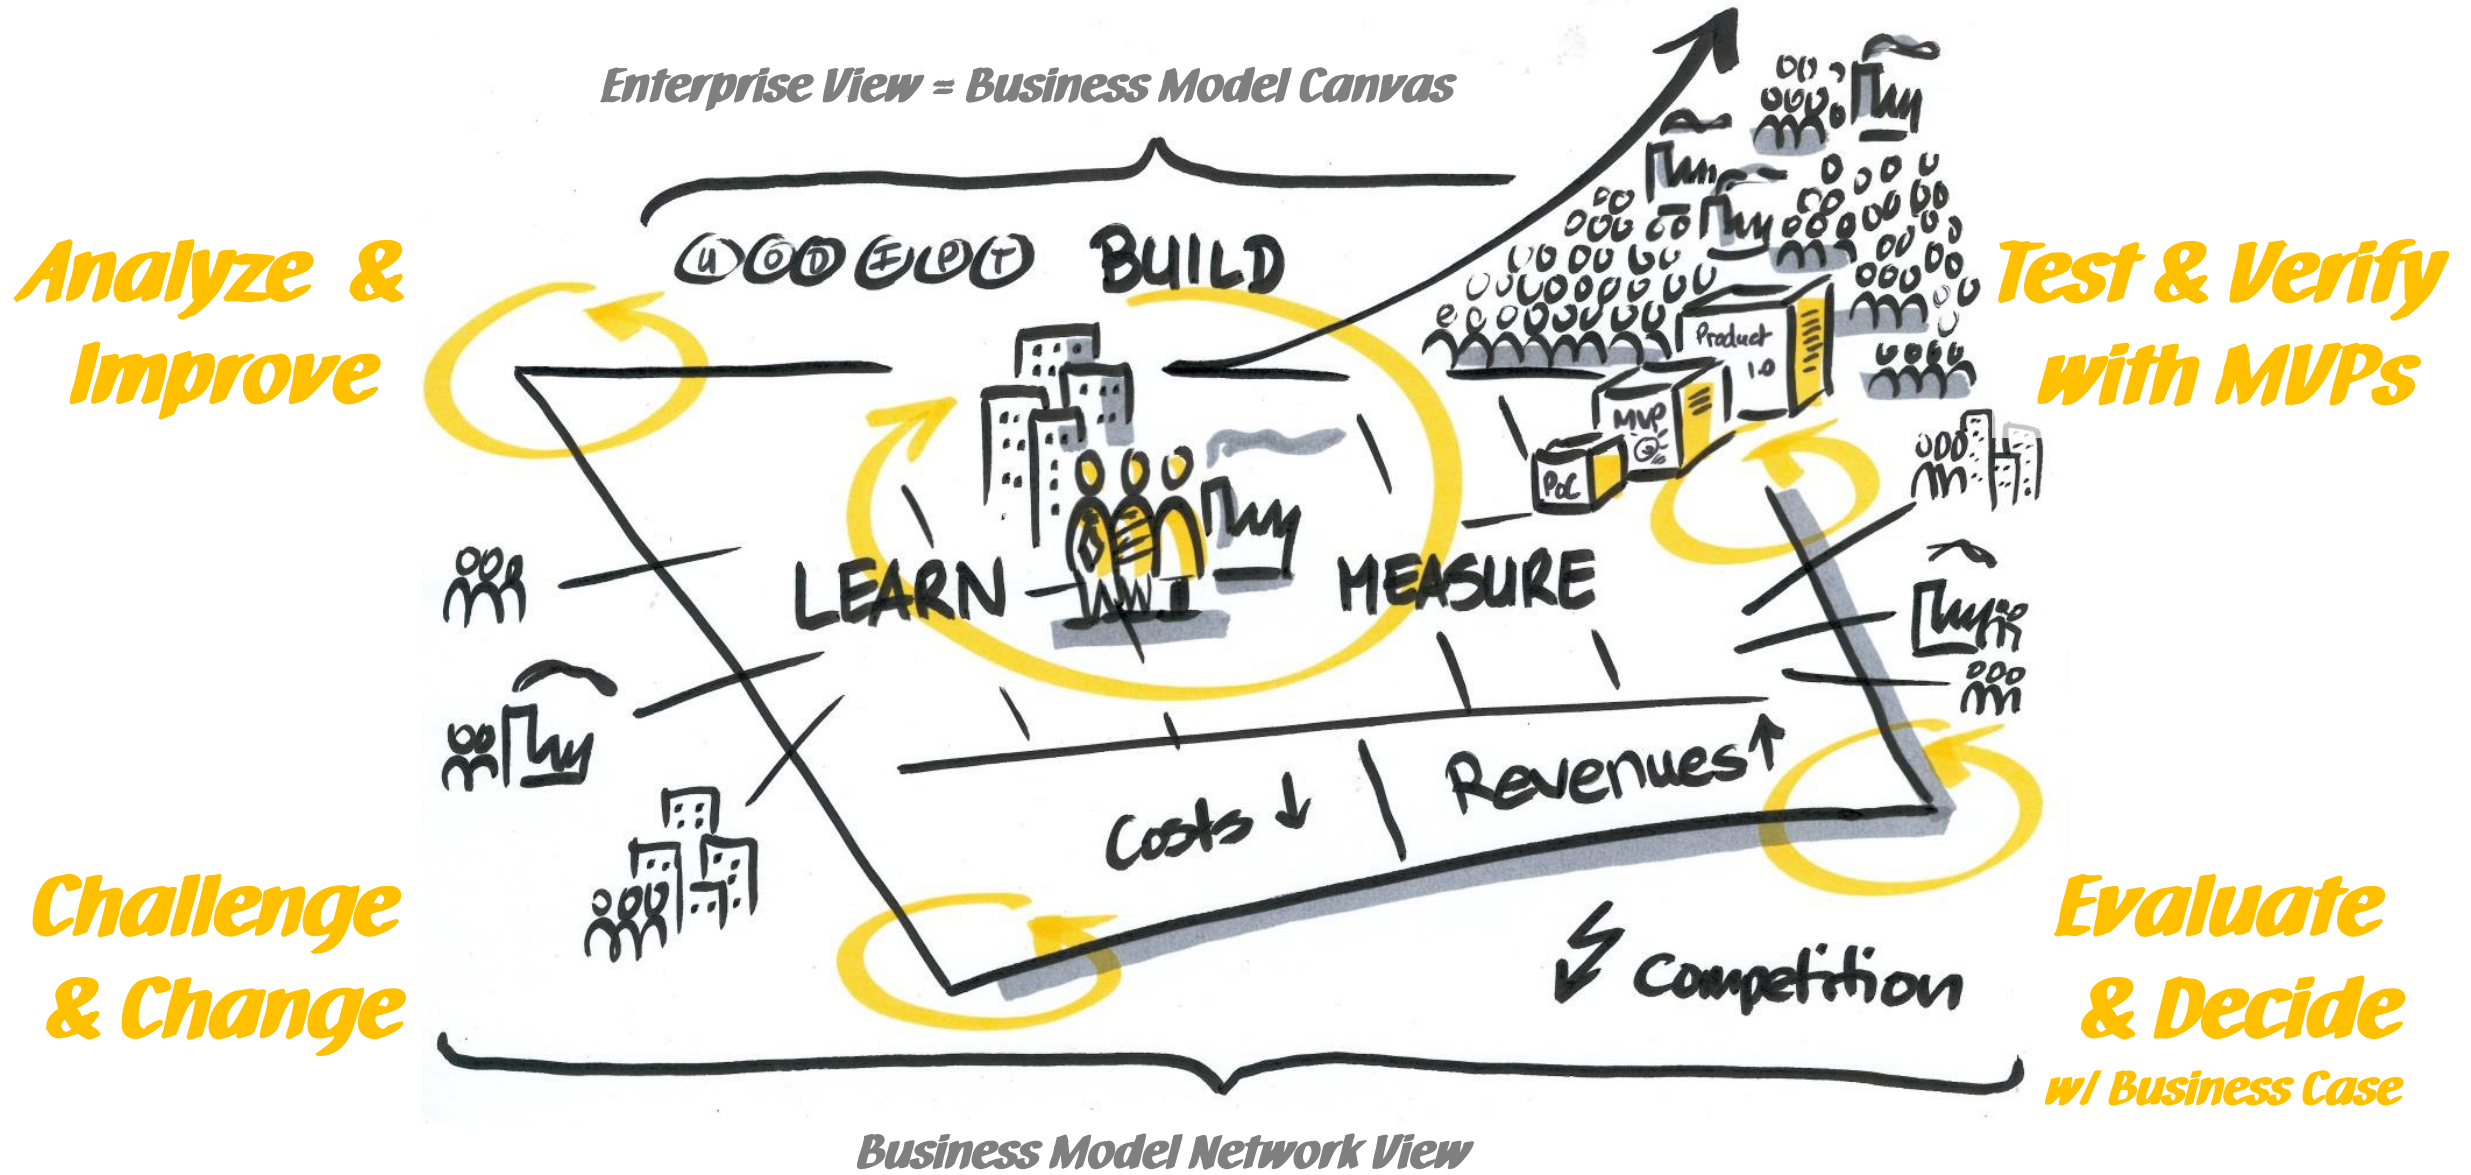 Enterprise View = Business Model Canvas
U O D I P T BUILD
Analyze &
Improve
Test & Verify
with MVPs
Product
1.0
MVP
PoC
LEARN
MEASURE
Costs ↓
Revenues ↑
Challenge
& Change
Competition
Evaluate
& Decide
w/ Business Case
Business Model Network View